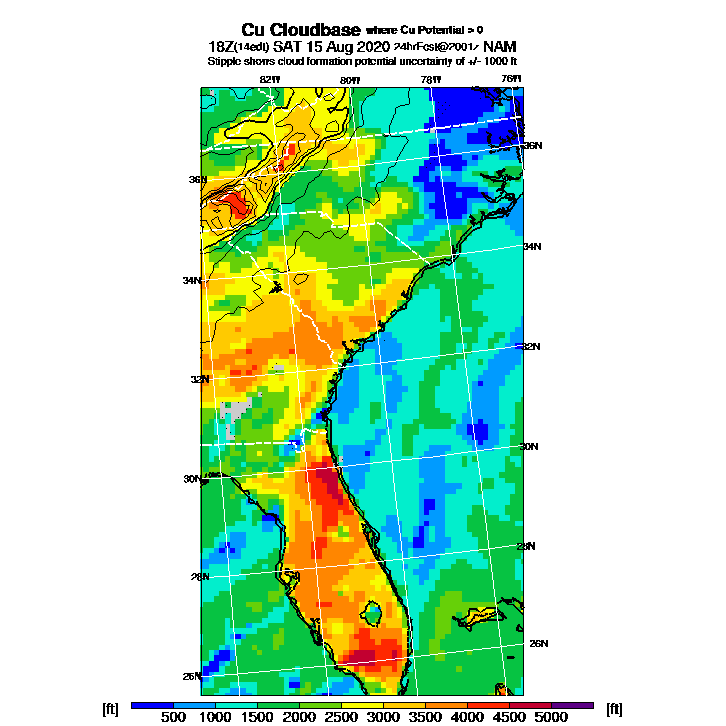 Cu Cloudbase where Cu Potential > 0
18Z(14edt) SAT 15 Aug 2020 24hrFcst@2001z NAM
Stipple shows cloud formation potential uncertainty of +/- 1000 ft
82W 80W 78W 76W
36N
36N
34N
34N
32N
32N
30N
30N
28N
28N
26N
26N
[ft] [ft]
500 1000 1500 2000 2500 3000 3500 4000 4500 5000